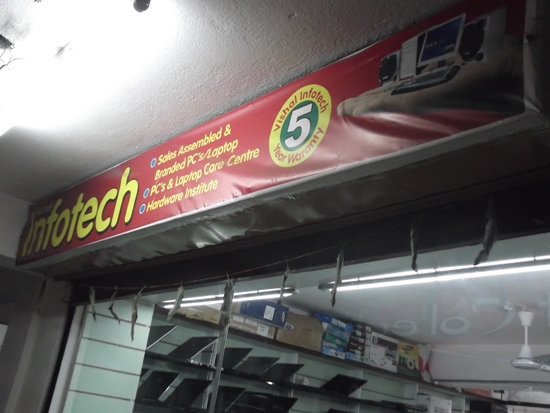 Infotech
Sales Assembled &
Branded PC's/Laptop
PC's & Laptop Care Centre
Hardware Institute
Vishal Infotech
5
Year Warranty